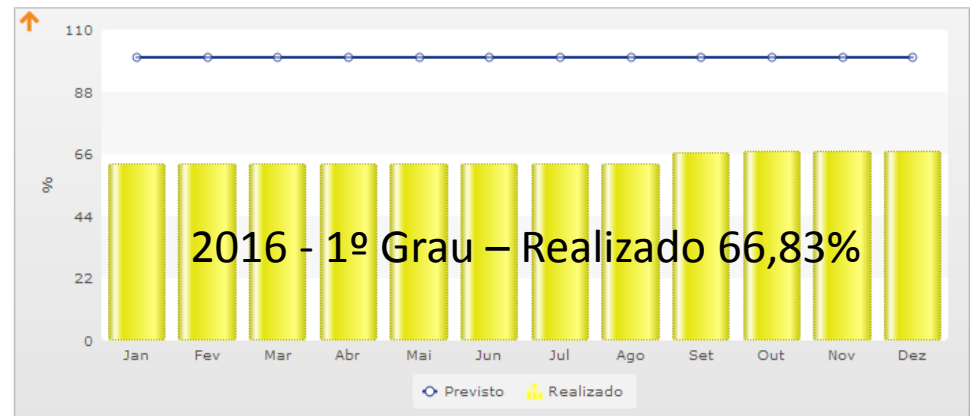 110
88
66
%
44
2016 - 1º Grau – Realizado 66,83%
22
0
Jan Fev Mar Abr Mai Jun Jul Ago Set Out Nov Dez
Previsto Realizado